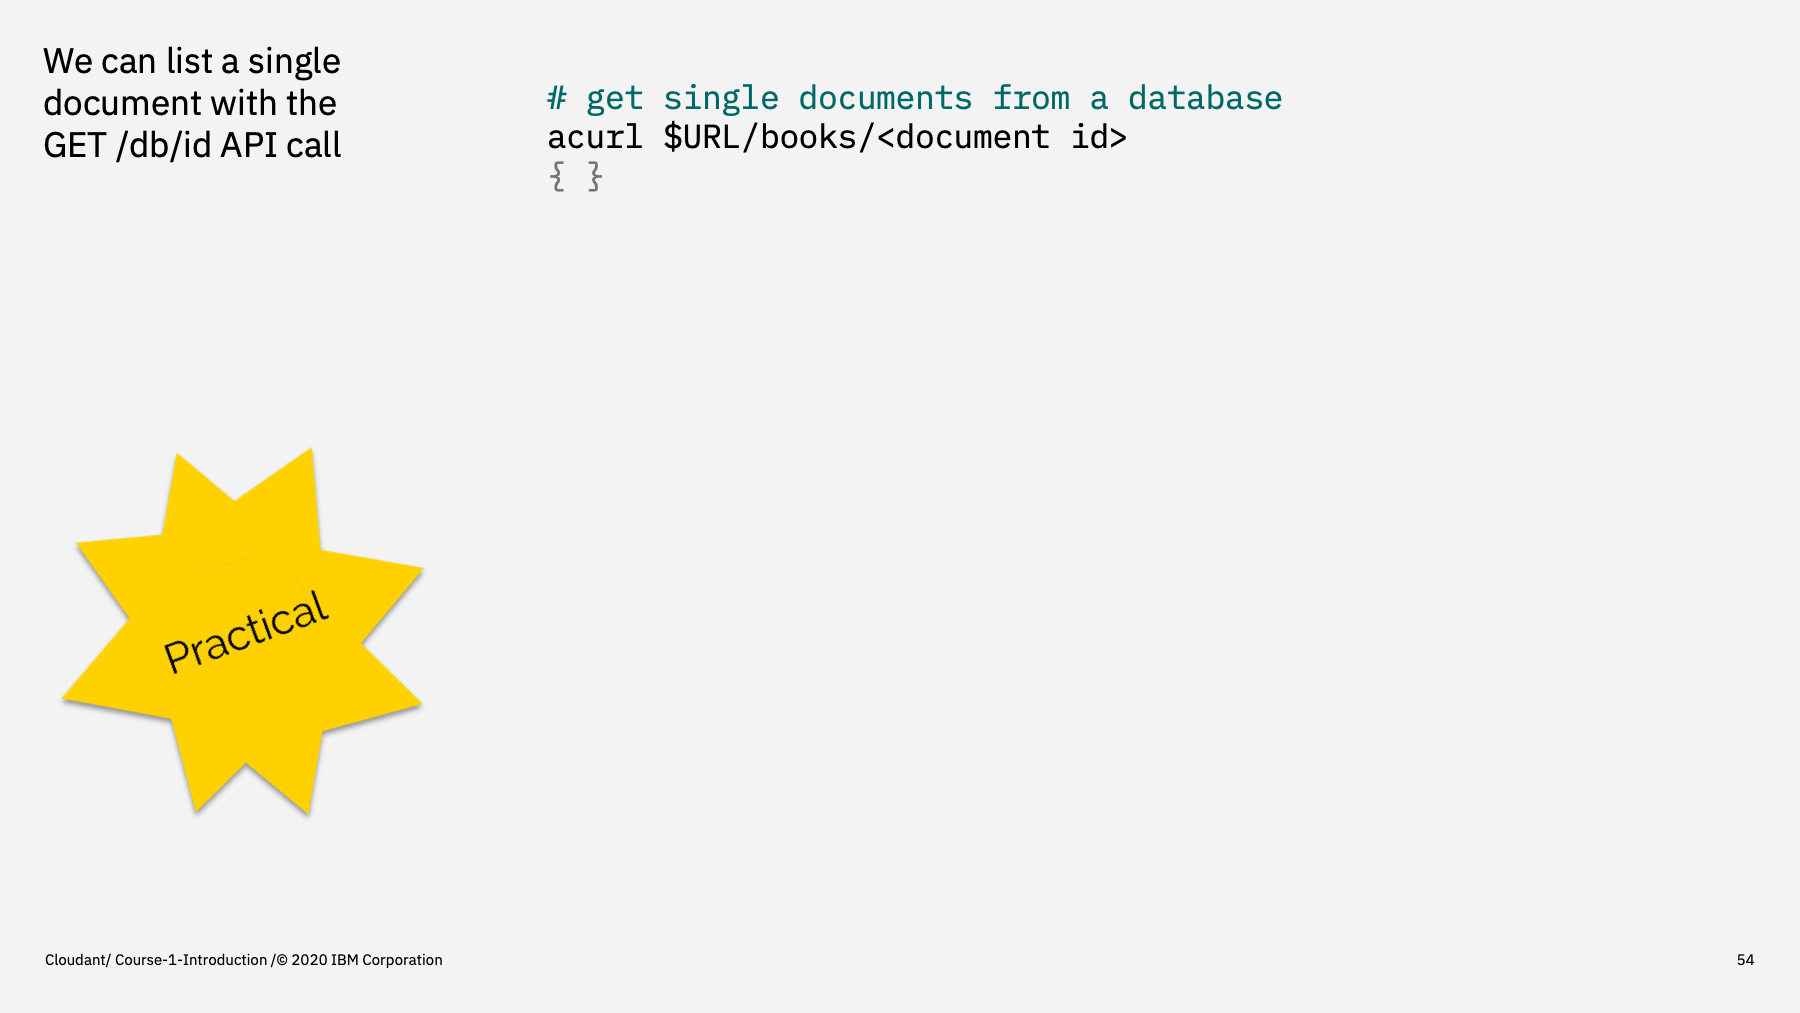 We can list a single
document with the
GET /db/id API call
# get single documents from a database
acurl $URL/books/<document id>
{ }
Practical
Cloudant/ Course-1-Introduction /© 2020 IBM Corporation
54